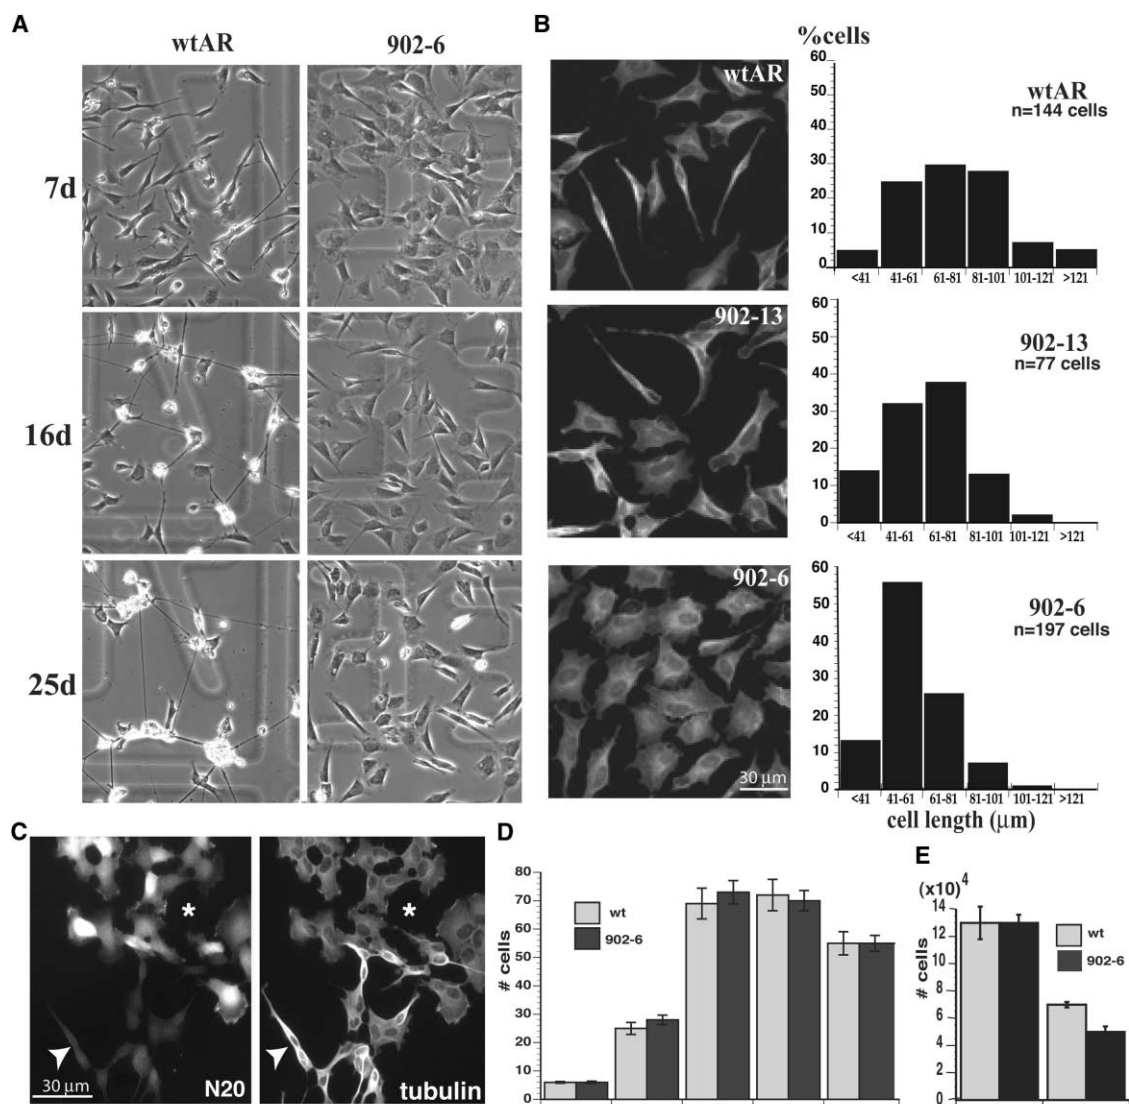 A
wtAR
902-6
7d
16d
25d
B
%cells
wtAR
60
50
40
30
20
10
0
wtAR
n=144 cells
<41
41-61
61-81
81-101
101-121
>121
902-13
60
50
40
30
20
10
0
902-13
n=77 cells
<41
41-61
61-81
81-101
101-121
>121
902-6
30 μm
60
50
60
30
20
10
0
902-6
n=197 cells
<41
41-61
61-81
81-101
101-121
>121
cell length (μm)
C
*
30 μm
N20
*
tubulin
D
# cells
80
70
60
50
40
30
20
10
0
wt
902-6
E
(x10⁴)
# cells
14
12
10
8
6
4
2
0
wt
902-6